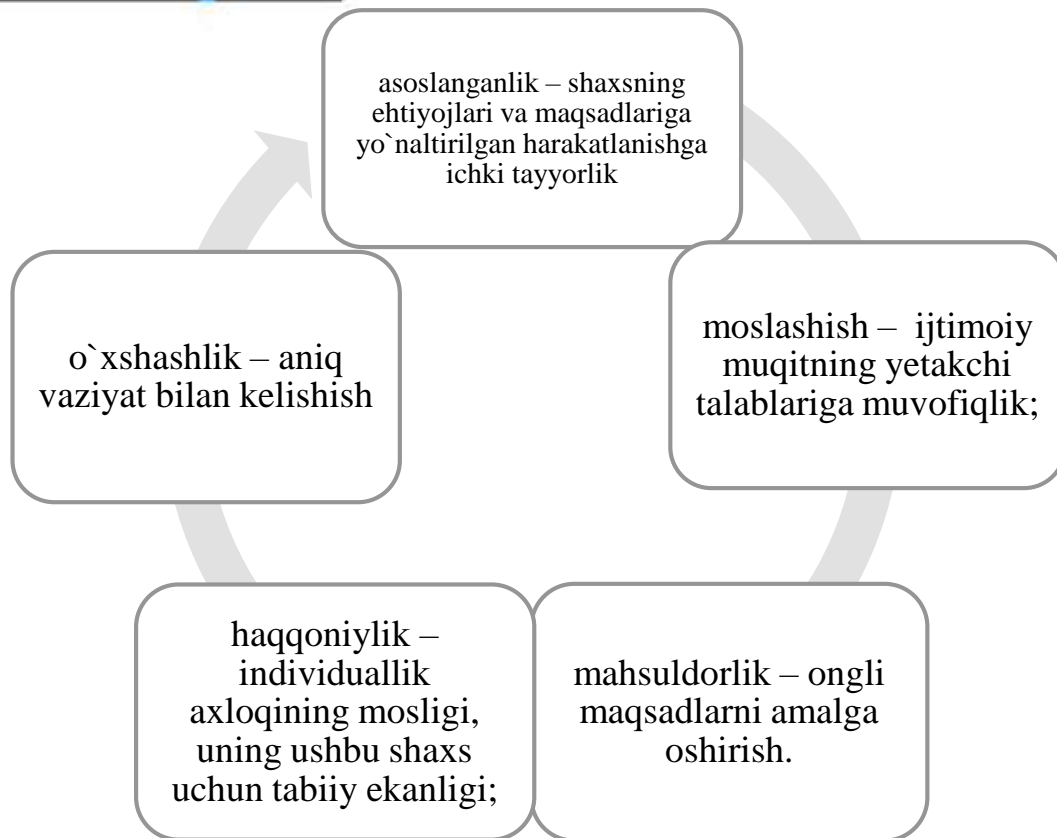 asoslanganlik – shaxsning
ehtiyojlari va maqsadlariga
yo`naltirilgan harakatlanishga
ichki tayyorlik
moslashish – ijtimoiy
muqitning yetakchi
talablariga muvofiqlik;
mahsuldorlik – ongli
maqsadlarni amalga
oshirish.
haqqoniylik –
individuallik
axloqining mosligi,
uning ushbu shaxs
uchun tabiiy ekanligi;
o`xshashlik – aniq
vaziyat bilan kelishish